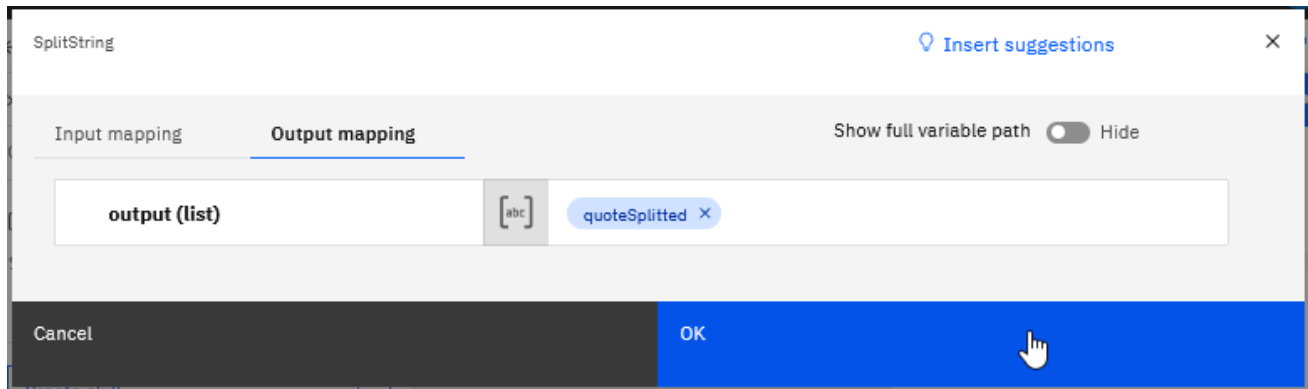 SplitString
Insert suggestions
Input mapping
Output mapping
Show full variable path
Hide
output (list)
[abc]
quoteSplitted
Cancel
OK